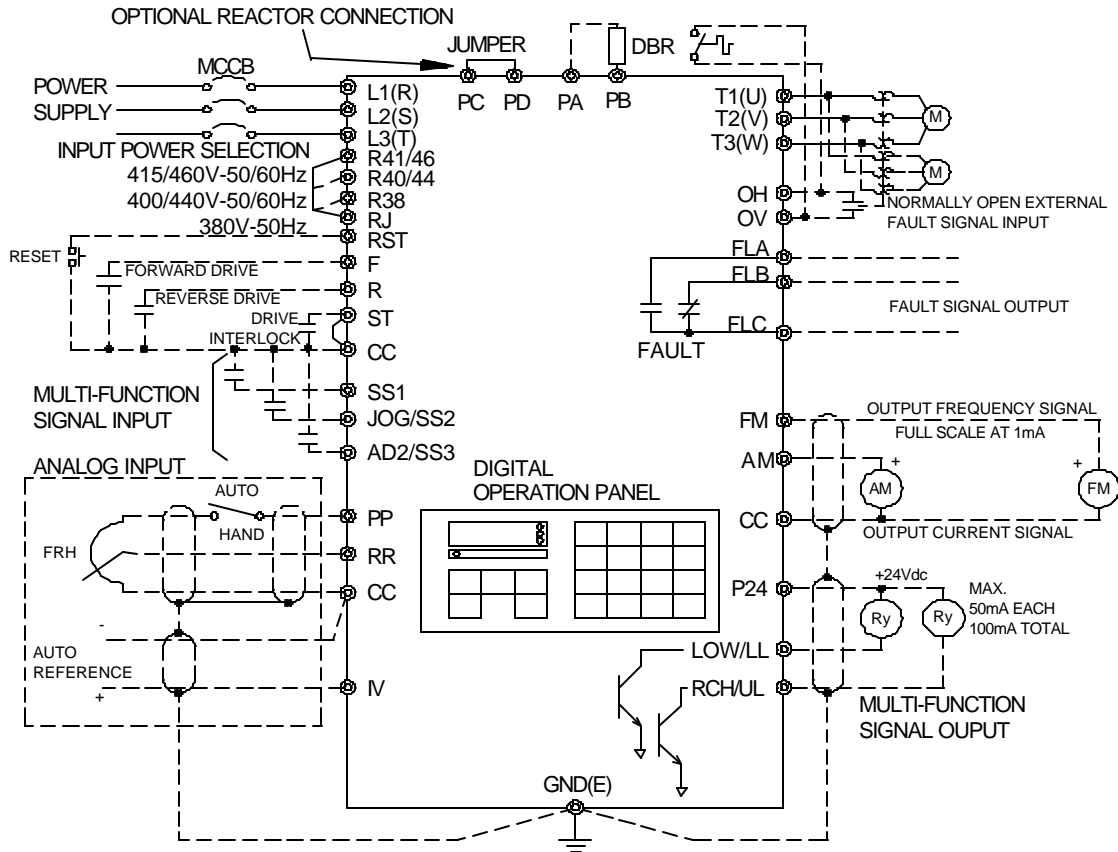 OPTIONAL REACTOR CONNECTION
JUMPER
DBR
MCCB
POWER
SUPPLY
PC
PD
PA
PB
L1(R)
L2(S)
L3(T)
INPUT POWER SELECTION
415/460V-50/60Hz
400/440V-50/60Hz
380V-50Hz
R41/46
R40/44
R38
RJ
RST
RESET
F
FORWARD DRIVE
R
REVERSE DRIVE
ST
DRIVE
INTERLOCK
CC
MULTI-FUNCTION
SIGNAL INPUT
SS1
JOG/SS2
AD2/SS3
ANALOG INPUT
AUTO
HAND
FRH
PP
RR
CC
-
AUTO
REFERENCE
+
IV
DIGITAL
OPERATION PANEL
T1(U)
T2(V)
T3(W)
M
M
OH
OV
NORMALLY OPEN EXTERNAL
FAULT SIGNAL INPUT
FLA
FLB
FLC
FAULT
FAULT SIGNAL OUTPUT
FM
OUTPUT FREQUENCY SIGNAL
FULL SCALE AT 1mA
AM
+
AM
+
FM
CC
OUTPUT CURRENT SIGNAL
P24
+24Vdc
Ry
Ry
MAX.
50mA EACH
100mA TOTAL
LOW/LL
RCH/UL
MULTI-FUNCTION
SIGNAL OUPUT
GND(E)